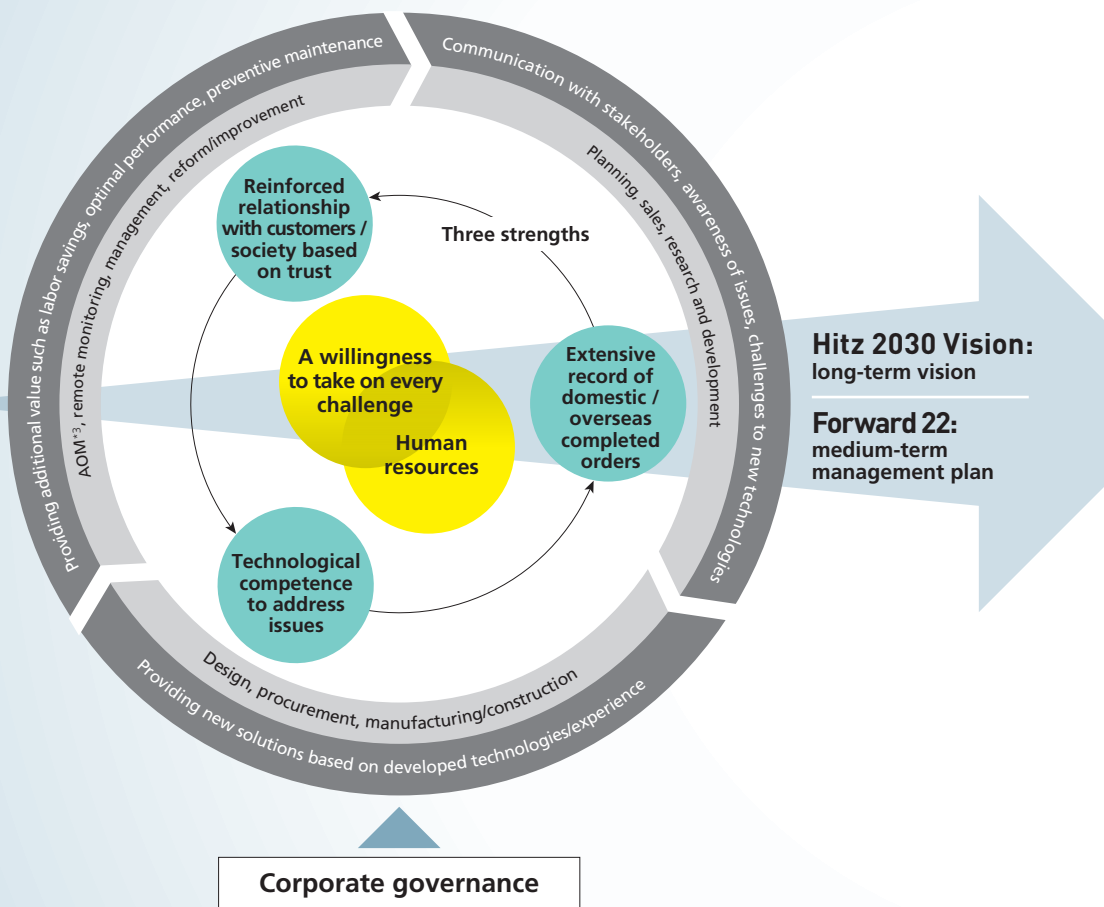 Providing additional value such as labor savings, optimal performance, preventive maintenance
Communication with stakeholders, awareness of issues, challenges to new technologies
AOM*3, remote monitoring, management, reform/improvement
Planning, sales, research and development
Reinforced
relationship
with customers /
society based
on trust
Three strengths
A willingness
to take on every
challenge
Human
resources
Extensive
record of
domestic /
overseas
completed
orders
Hitz 2030 Vision:
long-term vision
Forward 22:
medium-term
management plan
Technological
competence
to address
issues
Design, procurement, manufacturing/construction
Providing new solutions based on developed technologies/experience
Corporate governance